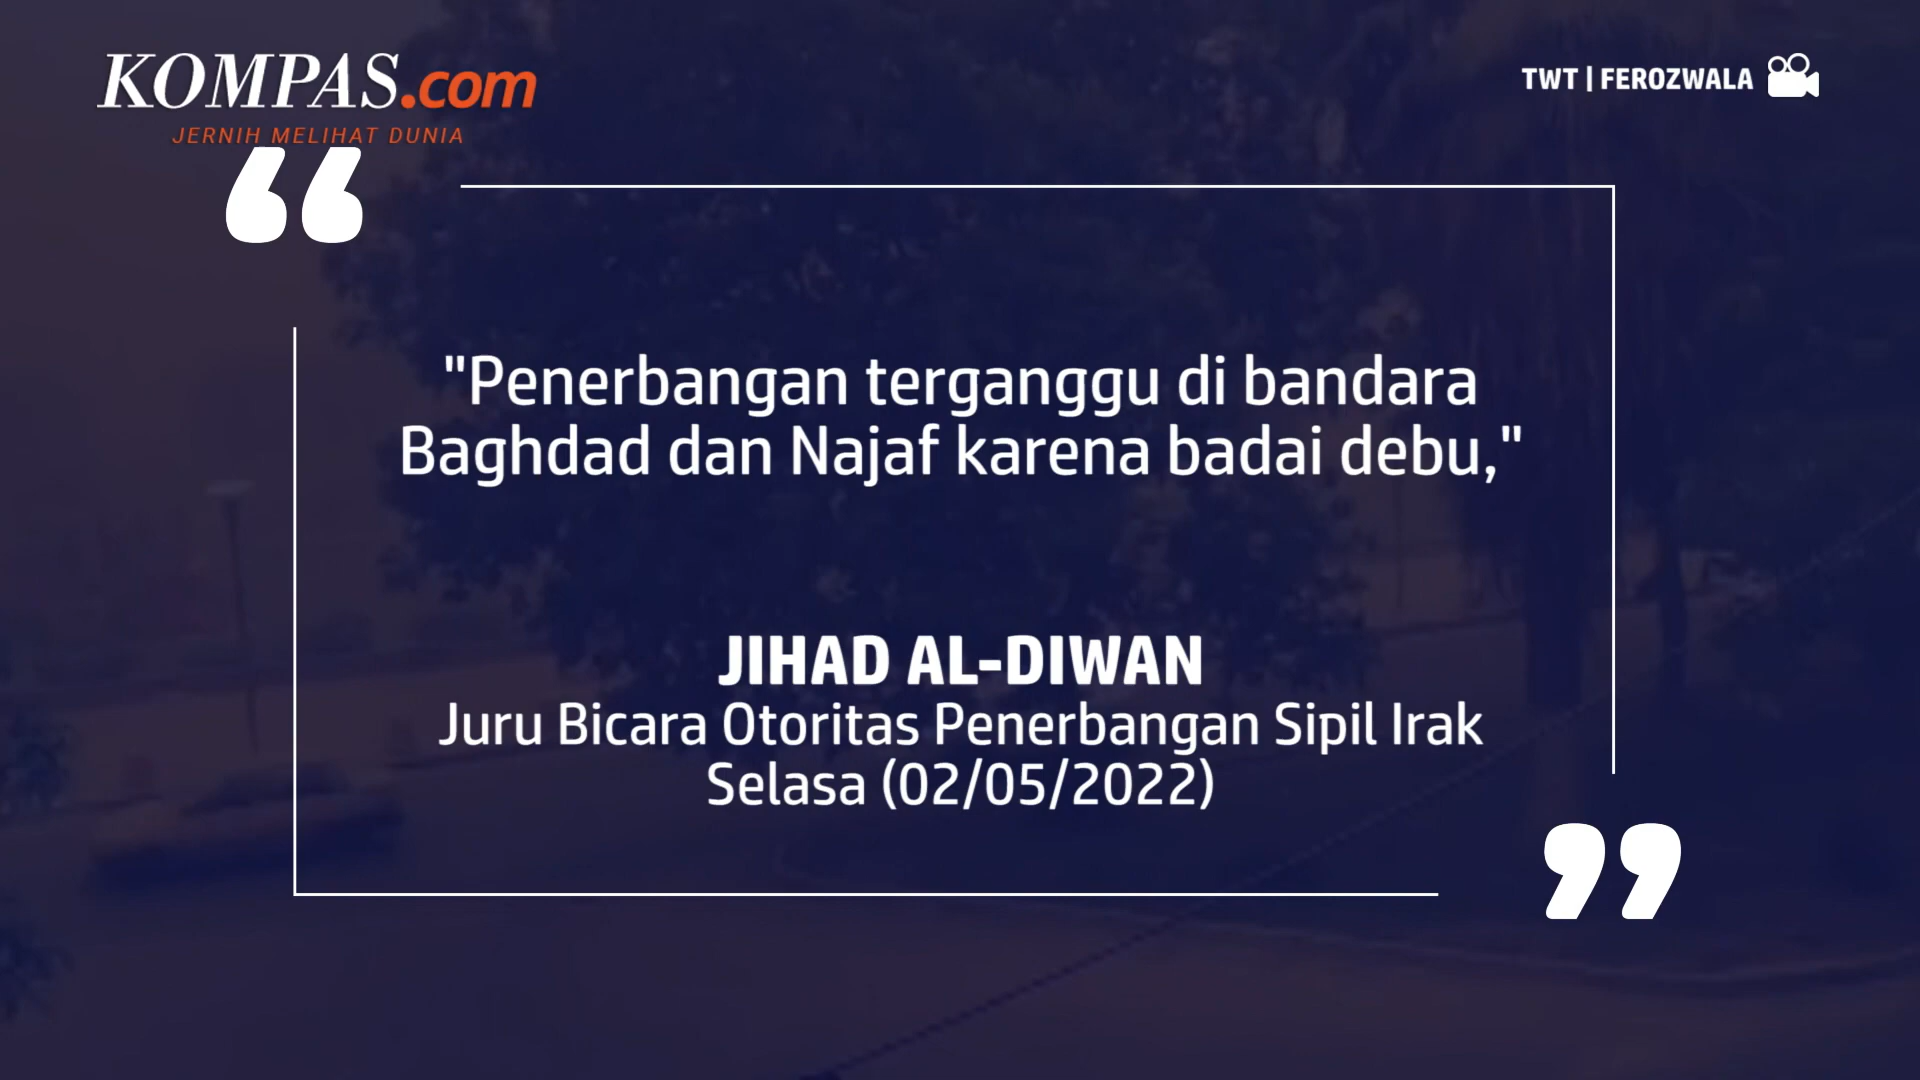 KOMPAS.com
JERNIH MELIHAT DUNIA
TWT | FEROZWALA
"Penerbangan terganggu di bandara
Baghdad dan Najaf karena badai debu,"
JIHAD AL-DIWAN
Juru Bicara Otoritas Penerbangan Sipil Irak
Selasa (02/05/2022)